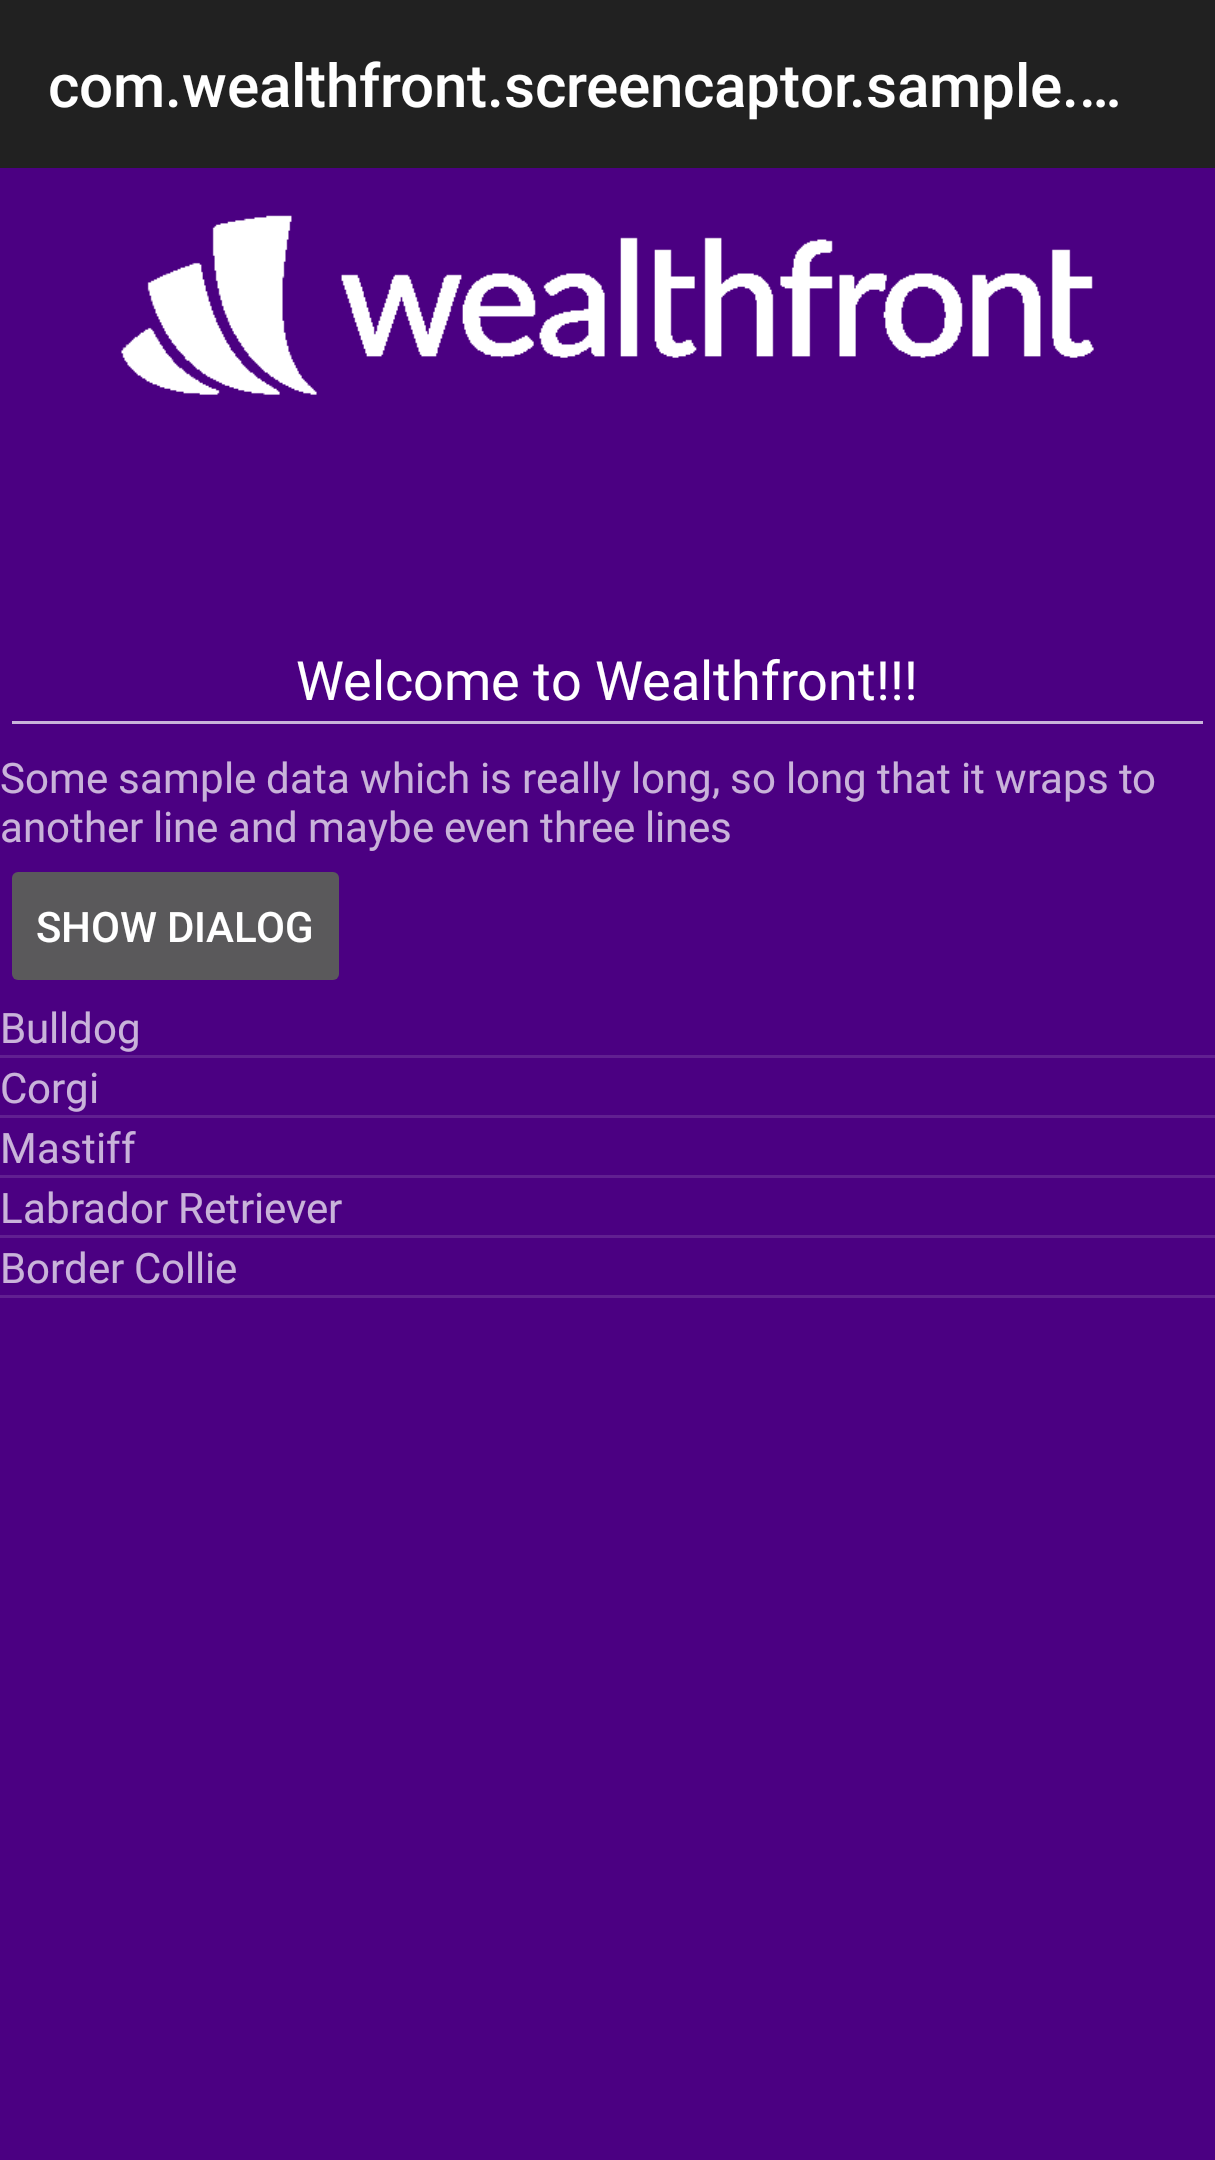 com.wealthfront.screencaptor.sample....
wealthfront
Welcome to Wealthfront!!!
Some sample data which is really long, so long that it wraps to
another line and maybe even three lines
SHOW DIALOG
Bulldog
Corgi
Mastiff
Labrador Retriever
Border Collie